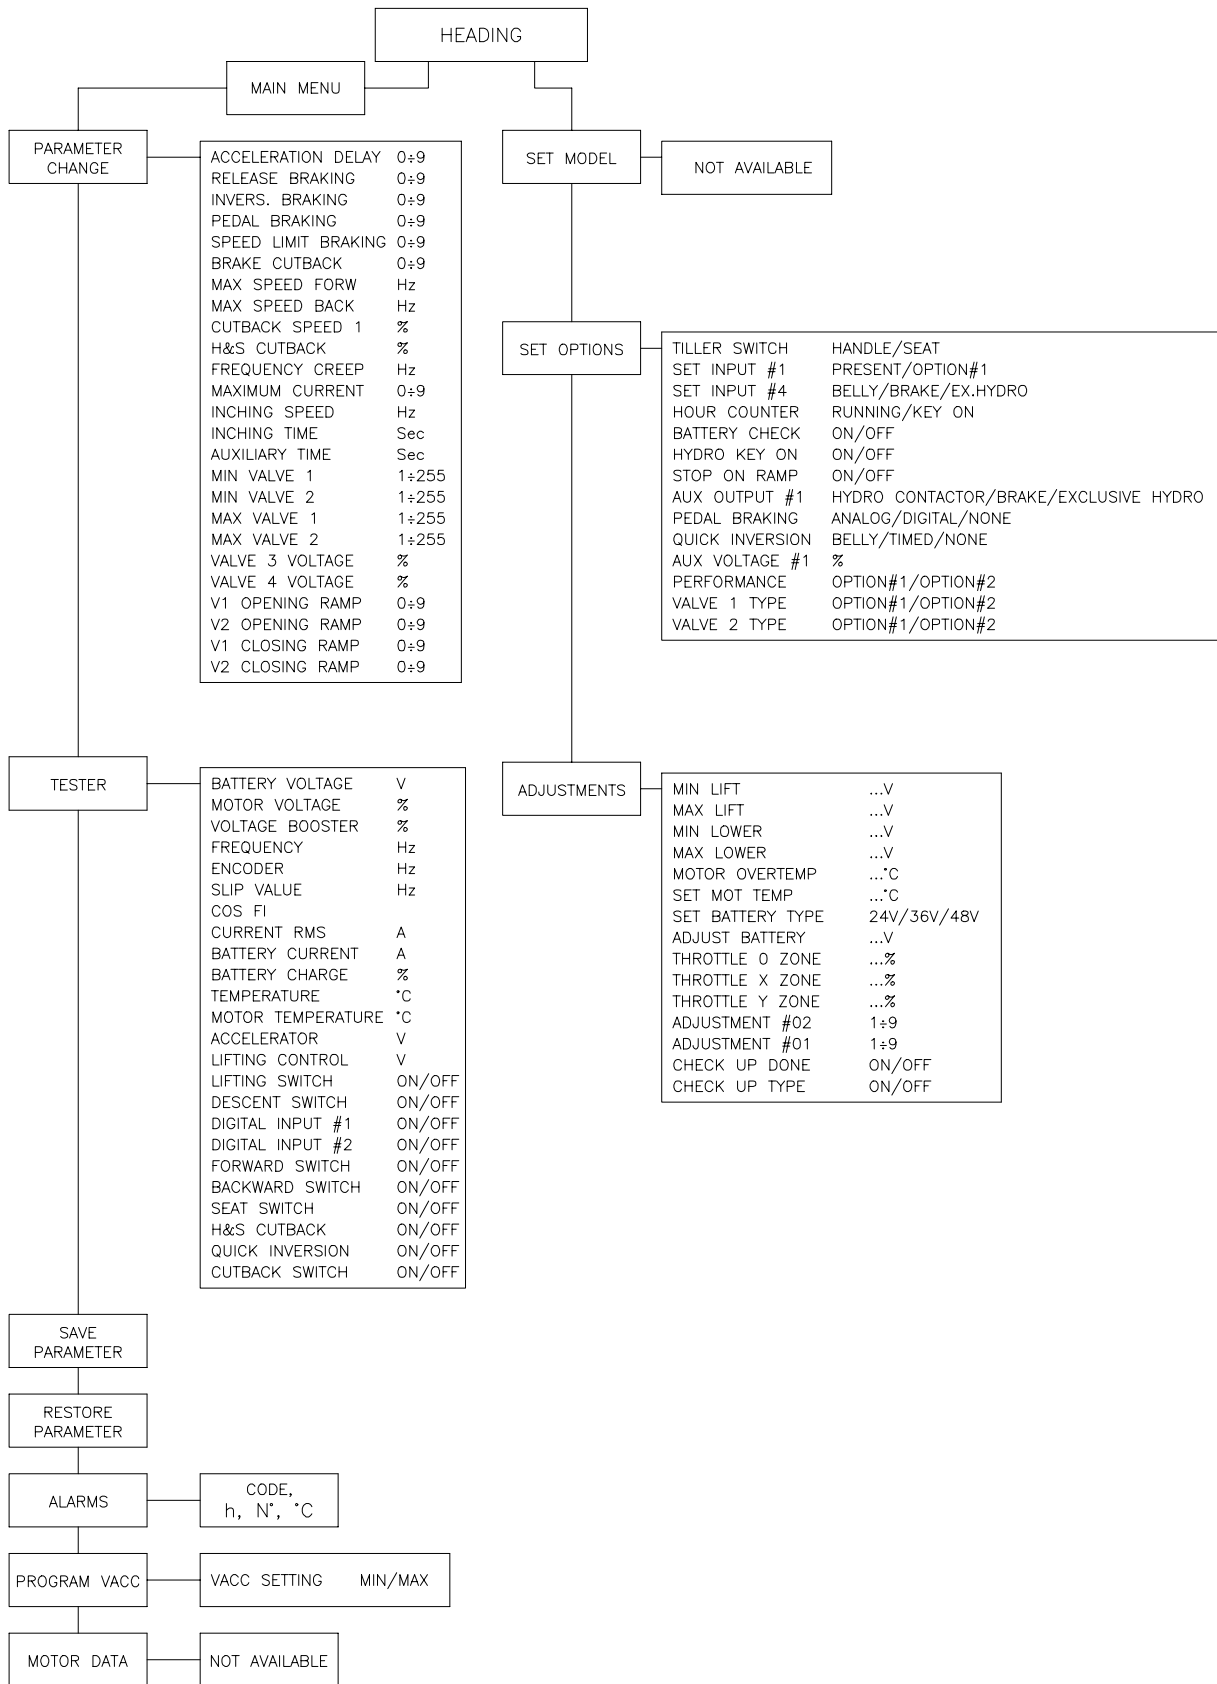 HEADING
MAIN MENU
PARAMETER
CHANGE
ACCELERATION DELAY 0÷9
RELEASE BRAKING 0÷9
INVERS. BRAKING 0÷9
PEDAL BRAKING 0÷9
SPEED LIMIT BRAKING 0÷9
BRAKE CUTBACK 0÷9
MAX SPEED FORW Hz
MAX SPEED BACK Hz
CUTBACK SPEED 1 %
H&S CUTBACK %
FREQUENCY CREEP Hz
MAXIMUM CURRENT 0÷9
INCHING SPEED Hz
INCHING TIME Sec
AUXILIARY TIME Sec
MIN VALVE 1 1÷255
MIN VALVE 2 1÷255
MAX VALVE 1 1÷255
MAX VALVE 2 1÷255
VALVE 3 VOLTAGE %
VALVE 4 VOLTAGE %
V1 OPENING RAMP 0÷9
V2 OPENING RAMP 0÷9
V1 CLOSING RAMP 0÷9
V2 CLOSING RAMP 0÷9
TESTER
BATTERY VOLTAGE V
MOTOR VOLTAGE %
VOLTAGE BOOSTER %
FREQUENCY Hz
ENCODER Hz
SLIP VALUE Hz
COS FI
CURRENT RMS A
BATTERY CURRENT A
BATTERY CHARGE %
TEMPERATURE °C
MOTOR TEMPERATURE °C
ACCELERATOR V
LIFTING CONTROL V
LIFTING SWITCH ON/OFF
DESCENT SWITCH ON/OFF
DIGITAL INPUT #1 ON/OFF
DIGITAL INPUT #2 ON/OFF
FORWARD SWITCH ON/OFF
BACKWARD SWITCH ON/OFF
SEAT SWITCH ON/OFF
H&S CUTBACK ON/OFF
QUICK INVERSION ON/OFF
CUTBACK SWITCH ON/OFF
SAVE
PARAMETER
RESTORE
PARAMETER
ALARMS
CODE,
h, N°, °C
PROGRAM VACC
VACC SETTING MIN/MAX
MOTOR DATA
NOT AVAILABLE
SET MODEL
NOT AVAILABLE
SET OPTIONS
TILLER SWITCH HANDLE/SEAT
SET INPUT #1 PRESENT/OPTION#1
SET INPUT #4 BELLY/BRAKE/EX.HYDRO
HOUR COUNTER RUNNING/KEY ON
BATTERY CHECK ON/OFF
HYDRO KEY ON ON/OFF
STOP ON RAMP ON/OFF
AUX OUTPUT #1 HYDRO CONTACTOR/BRAKE/EXCLUSIVE HYDRO
PEDAL BRAKING ANALOG/DIGITAL/NONE
QUICK INVERSION BELLY/TIMED/NONE
AUX VOLTAGE #1 %
PERFORMANCE OPTION#1/OPTION#2
VALVE 1 TYPE OPTION#1/OPTION#2
VALVE 2 TYPE OPTION#1/OPTION#2
ADJUSTMENTS
MIN LIFT ...V
MAX LIFT ...V
MIN LOWER ...V
MAX LOWER ...V
MOTOR OVERTEMP ...°C
SET MOT TEMP ...°C
SET BATTERY TYPE 24V/36V/48V
ADJUST BATTERY ...V
THROTTLE 0 ZONE ...%
THROTTLE X ZONE ...%
THROTTLE Y ZONE ...%
ADJUSTMENT #02 1÷9
ADJUSTMENT #01 1÷9
CHECK UP DONE ON/OFF
CHECK UP TYPE ON/OFF